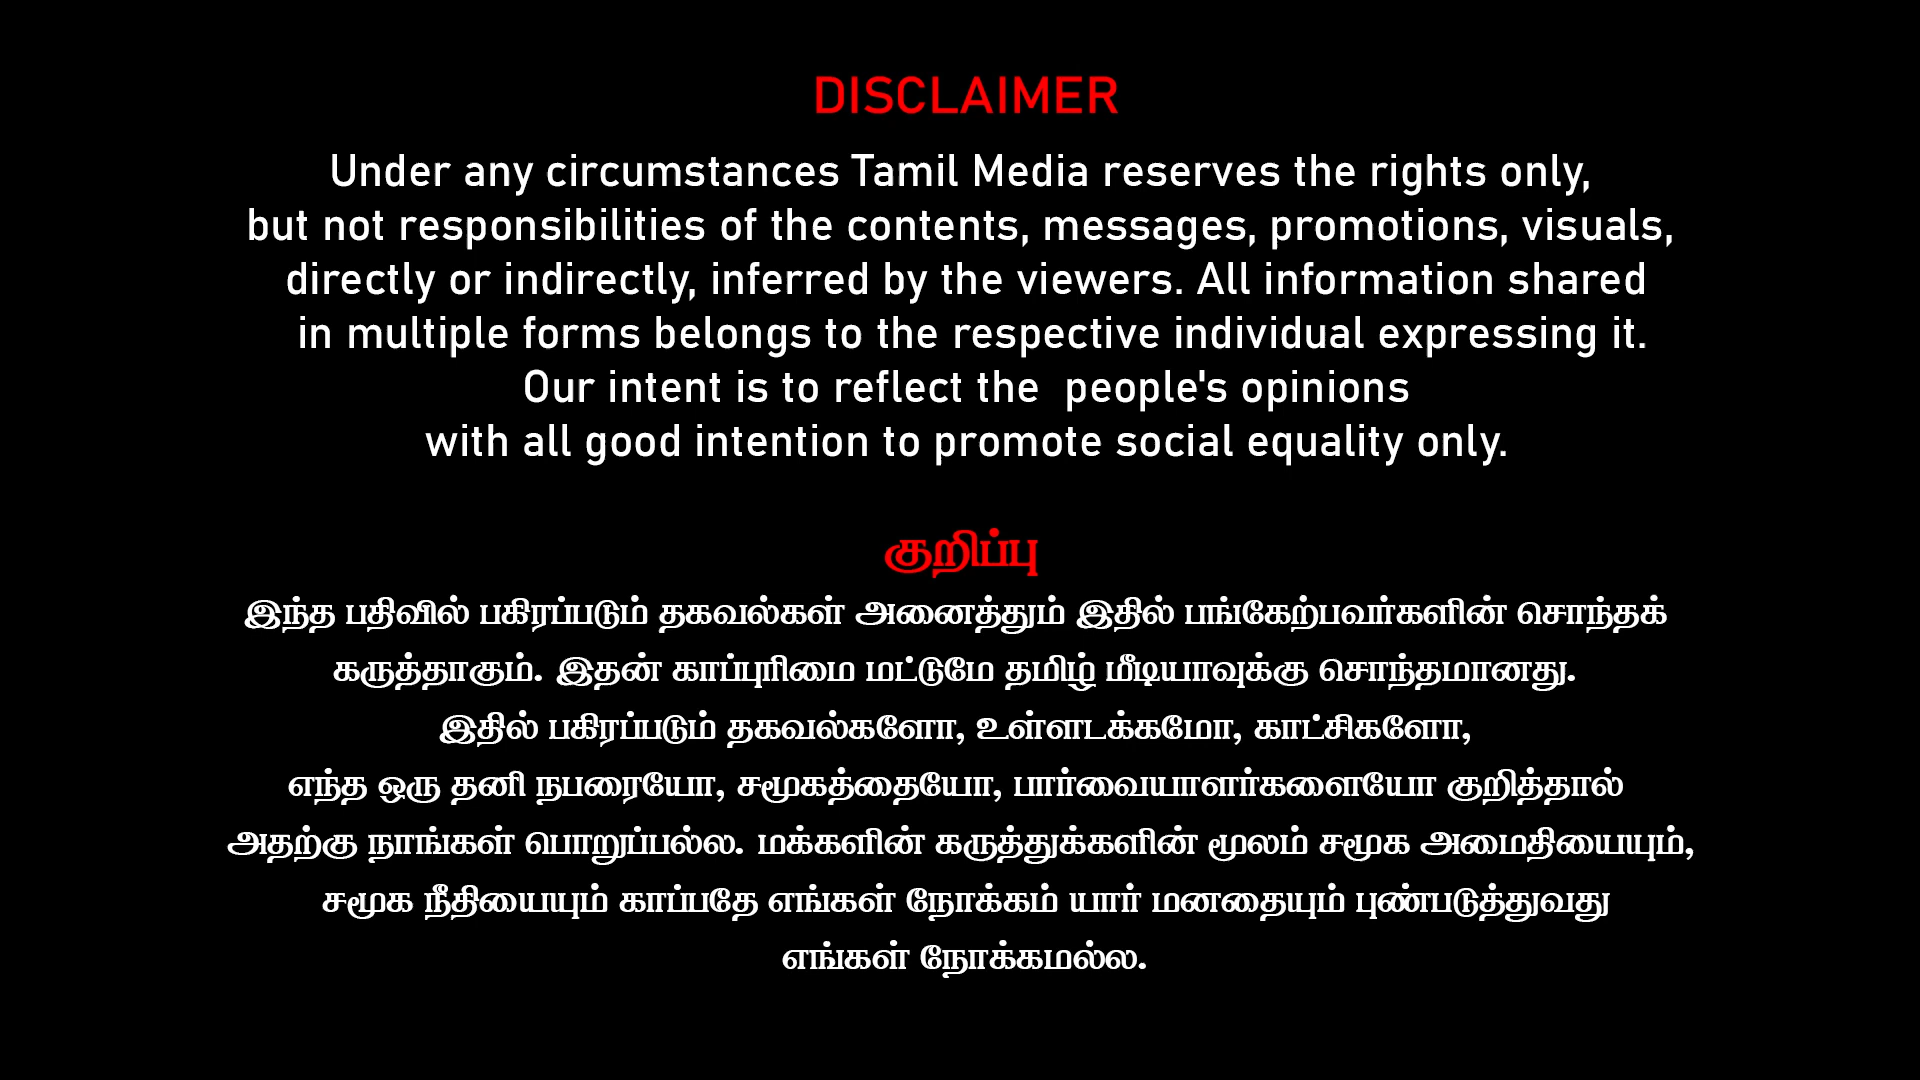 DISCLAIMER
Under any circumstances Tamil Media reserves the rights only,
but not responsibilities of the contents, messages, promotions, visuals,
directly or indirectly, inferred by the viewers. All information shared
in multiple forms belongs to the respective individual expressing it.
Our intent is to reflect the  people's opinions
with all good intention to promote social equality only.
குறிப்பு
இந்த பதிவில் பகிரப்படும் தகவல்கள் அனைத்தும் இதில் பங்கேற்பவர்களின் சொந்தக்
கருத்தாகும். இதன் காப்புரிமை மட்டுமே தமிழ் மீடியாவுக்கு சொந்தமானது.
இதில் பகிரப்படும் தகவல்களோ, உள்ளடக்கமோ, காட்சிகளோ,
எந்த ஒரு தனி நபரையோ, சமூகத்தையோ, பார்வையாளர்களையோ குறித்தால்
அதற்கு நாங்கள் பொறுப்பல்ல. மக்களின் கருத்துக்களின் மூலம் சமூக அமைதியையும்,
சமூக நீதியையும் காப்பதே எங்கள் நோக்கம் யார் மனதையும் புண்படுத்துவது
எங்கள் நோக்கமல்ல.